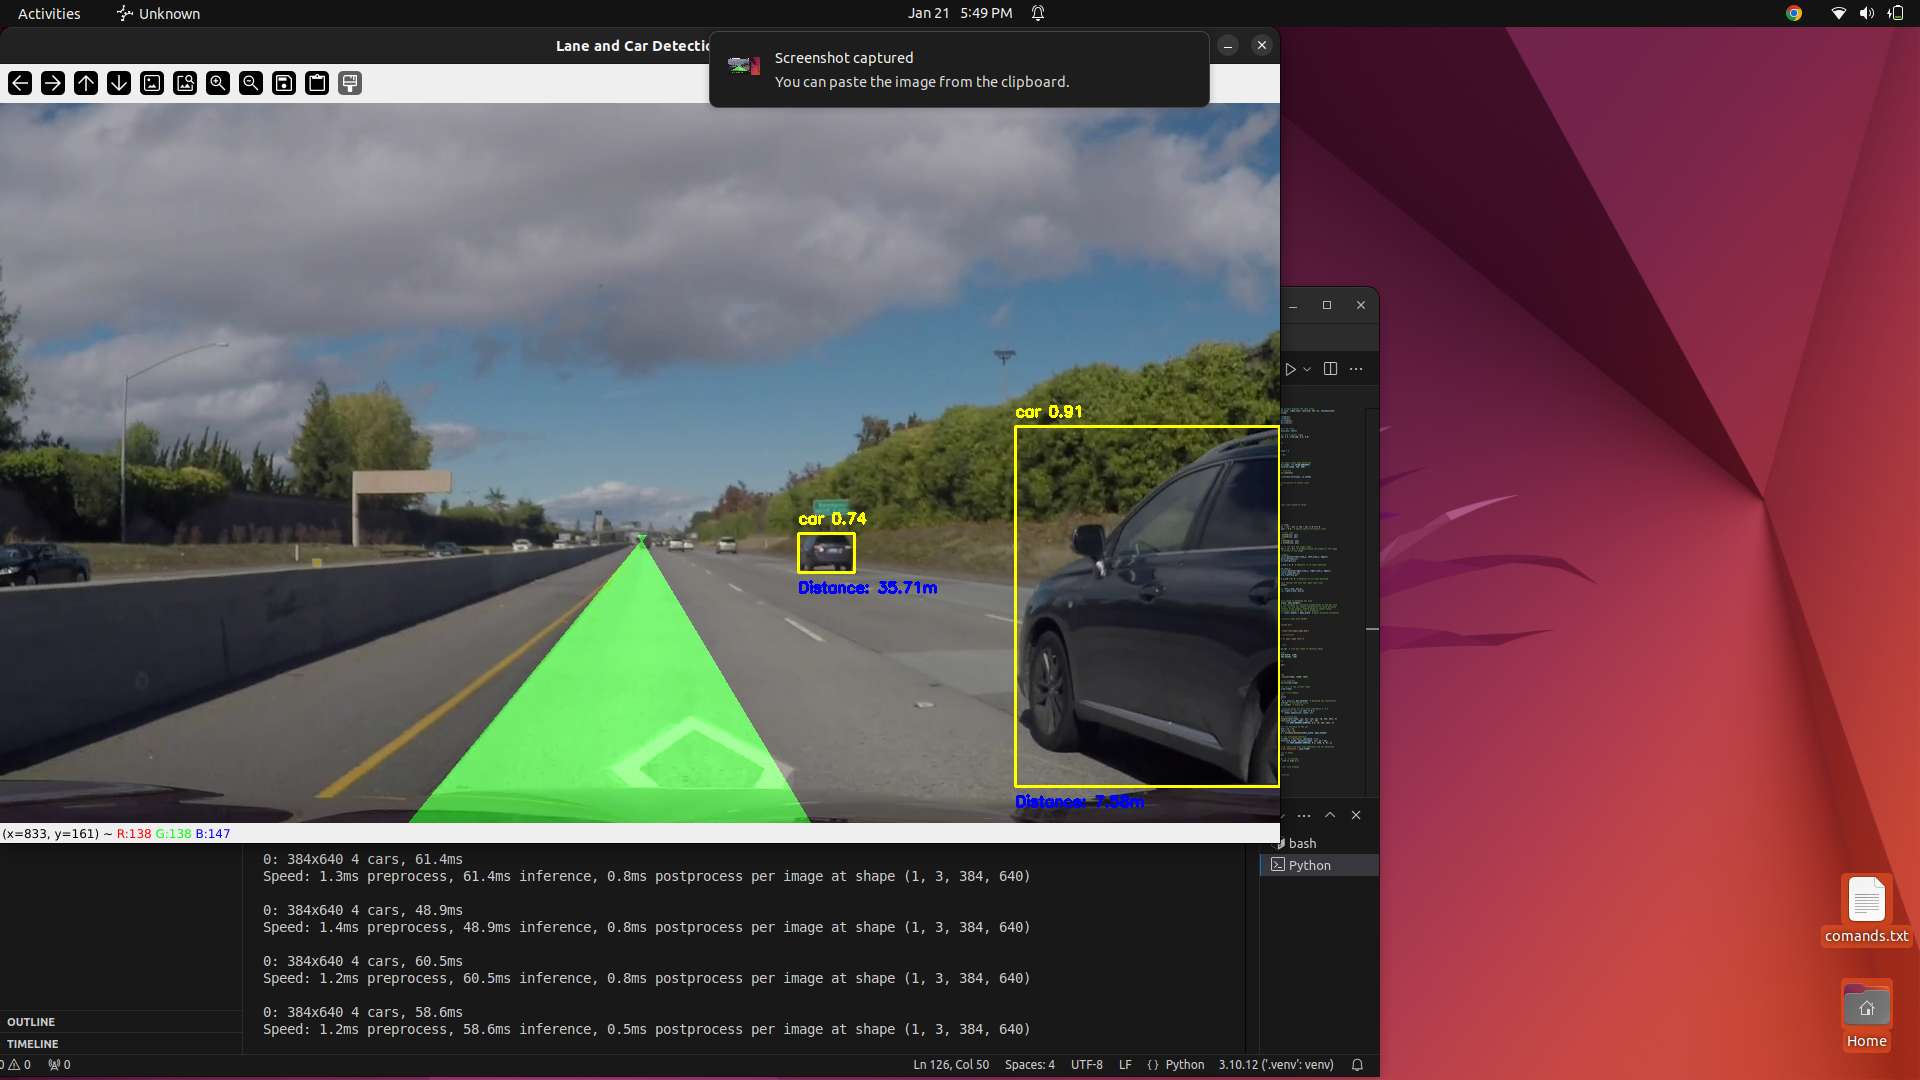 Activities
Unknown
Jan 21 5:49 PM
Lane and Car Detectio
Screenshot captured
You can paste the image from the clipboard.
car 0.91
car 0.74
Distance: 35.71m
Distance: 7.58m
(x=833, y=161) ~ R:138 G:138 B:147
bash
Python
0: 384x640 4 cars, 61.4ms
Speed: 1.3ms preprocess, 61.4ms inference, 0.8ms postprocess per image at shape (1, 3, 384, 640)
0: 384x640 4 cars, 48.9ms
Speed: 1.4ms preprocess, 48.9ms inference, 0.8ms postprocess per image at shape (1, 3, 384, 640)
0: 384x640 4 cars, 60.5ms
Speed: 1.2ms preprocess, 60.5ms inference, 0.8ms postprocess per image at shape (1, 3, 384, 640)
0: 384x640 4 cars, 58.6ms
Speed: 1.2ms preprocess, 58.6ms inference, 0.5ms postprocess per image at shape (1, 3, 384, 640)
OUTLINE
TIMELINE
0 0 0
Ln 126, Col 50 Spaces: 4 UTF-8 LF {} Python 3.10.12 ('.venv': venv)
comands.txt
Home